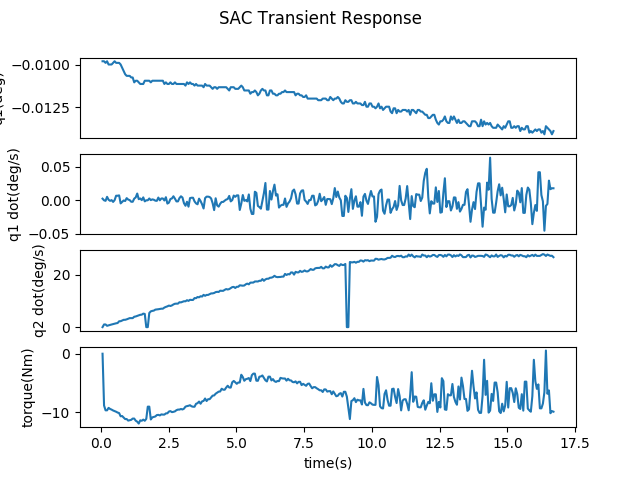 SAC Transient Response
−0.0100
−0.0125
0.05
0.00
−0.05
q1 dot(deg/s)
20
0
q2 dot(deg/s)
0
−10
torque(Nm)
0.0 2.5 5.0 7.5 10.0 12.5 15.0 17.5
time(s)